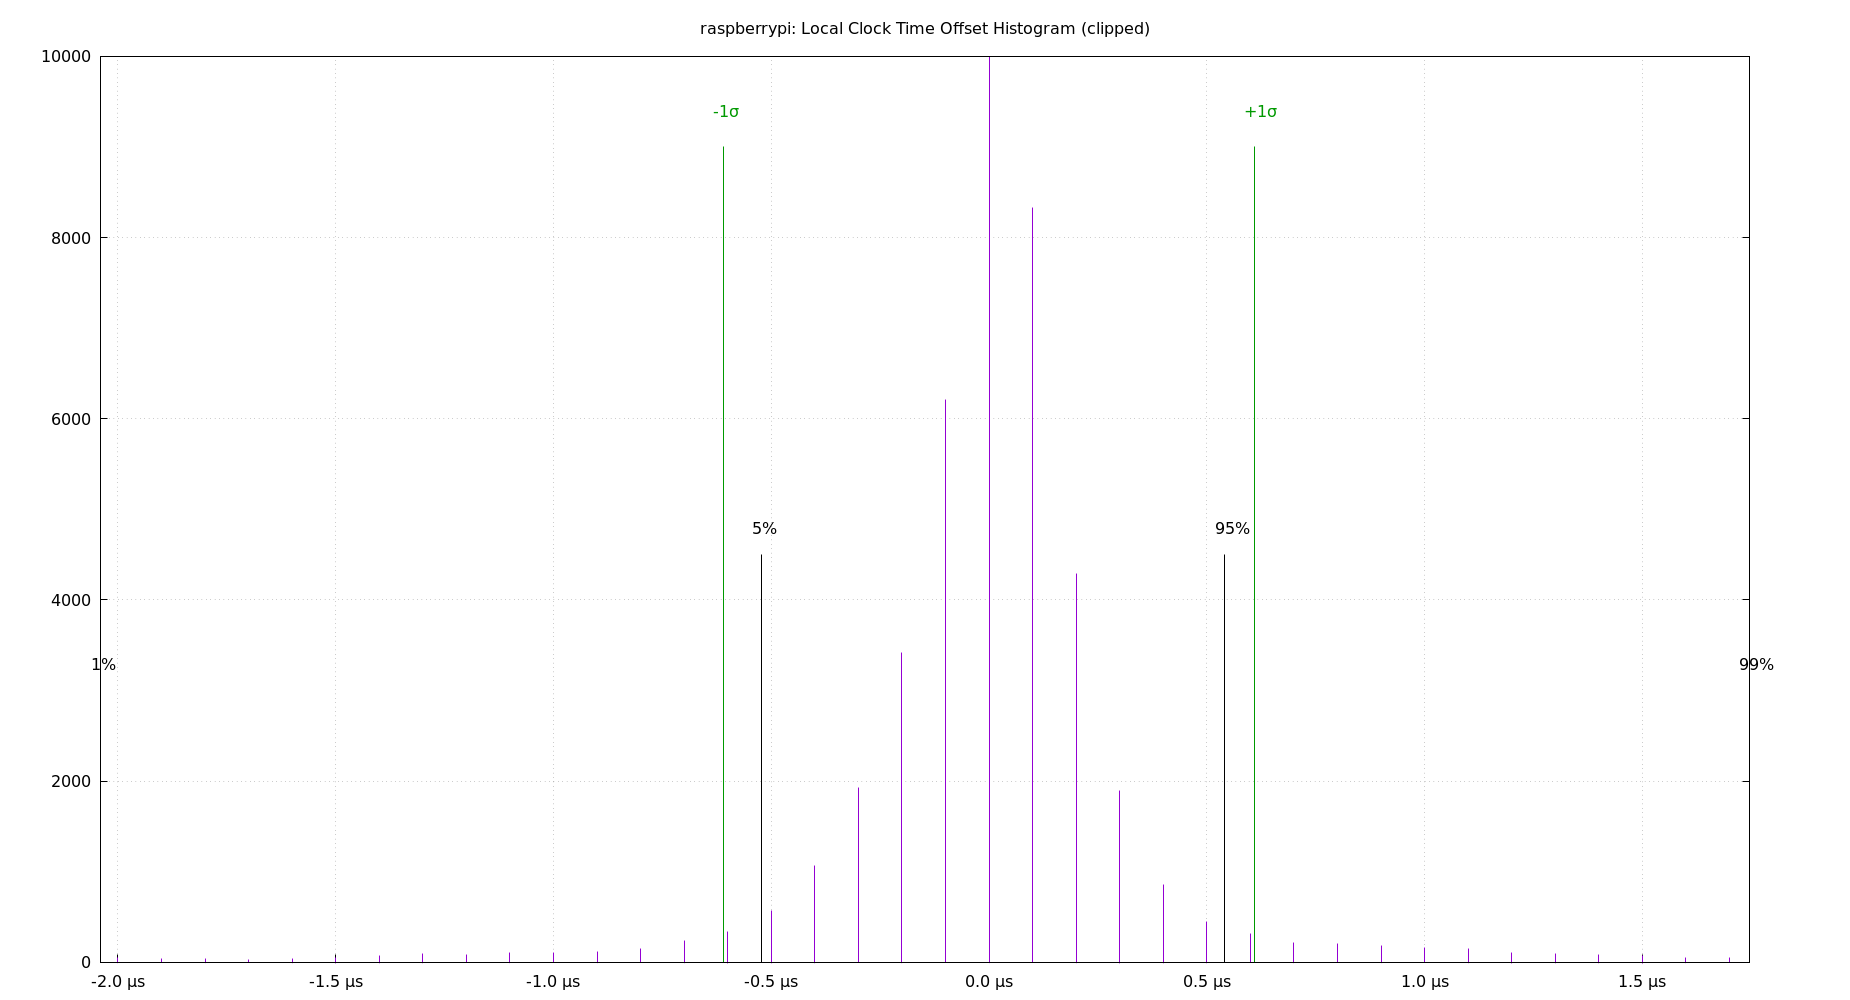 raspberrypi: Local Clock Time Offset Histogram (clipped)
10000
-1σ +1σ
8000
6000
5% 95%
4000
1% 99%
2000
0
-2.0 µs -1.5 µs -1.0 µs -0.5 µs 0.0 µs 0.5 µs 1.0 µs 1.5 µs